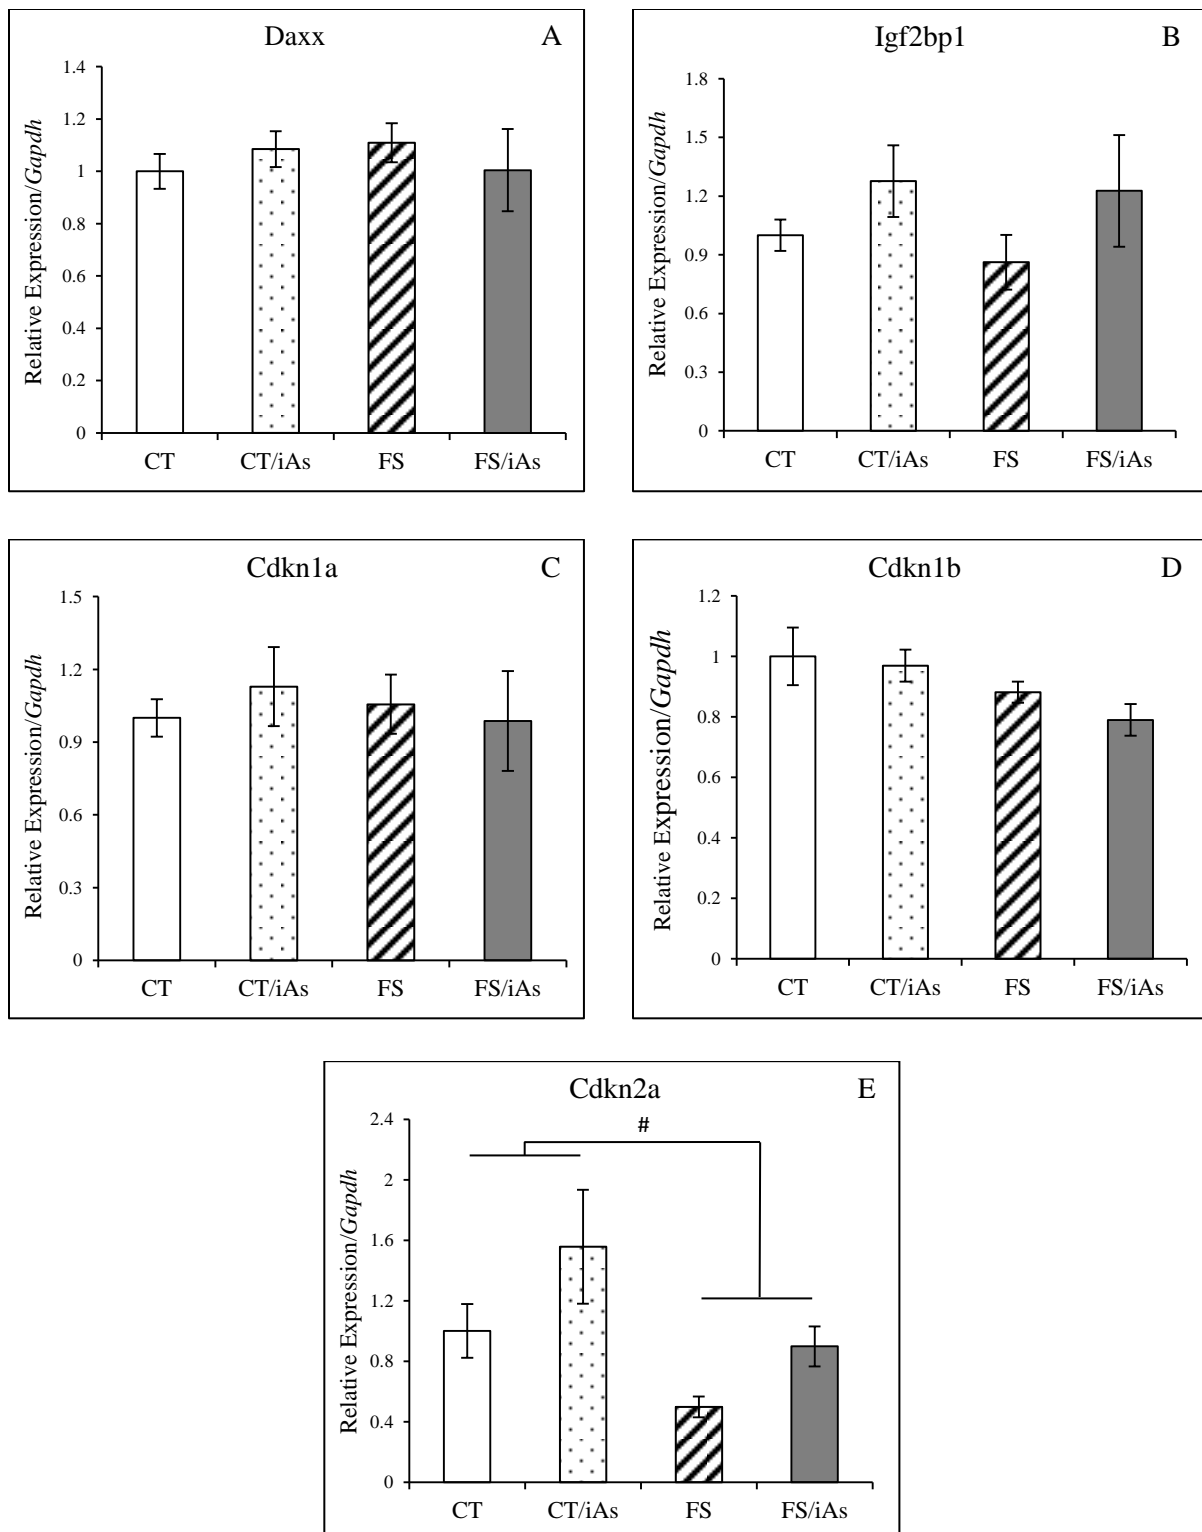 Daxx
A
Relative Expression/Gapdh
1.4
1.2
1
0.8
0.6
0.4
0.2
0
CT CT/iAs FS FS/iAs
Igf2bp1
B
Relative Expression/Gapdh
1.8
1.5
1.2
0.9
0.6
0.3
0
CT CT/iAs FS FS/iAs
Cdkn1a
C
Relative Expression/Gapdh
1.5
1.2
0.9
0.6
0.3
0
CT CT/iAs FS FS/iAs
Cdkn1b
D
Relative Expression/Gapdh
1.2
1
0.8
0.6
0.4
0.2
0
CT CT/iAs FS FS/iAs
Cdkn2a
E
Relative Expression/Gapdh
2.4
2
1.6
1.2
0.8
0.4
0
#
CT CT/iAs FS FS/iAs